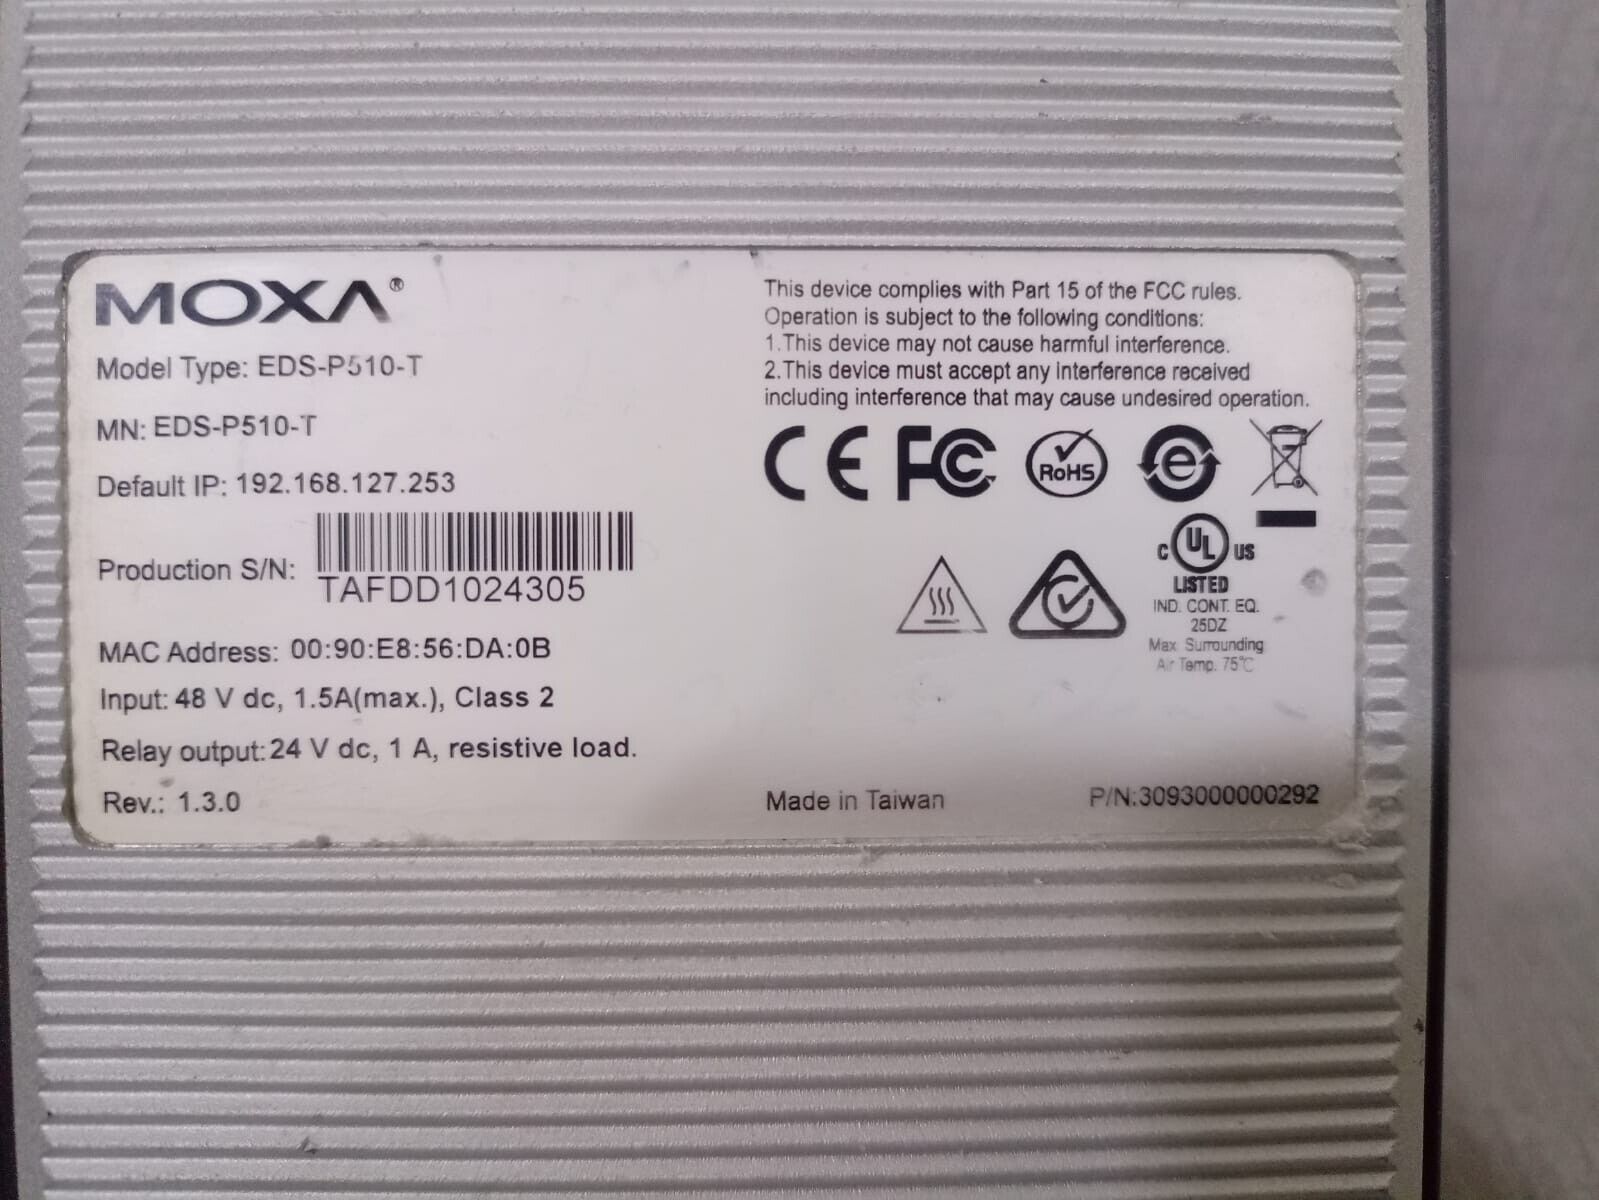 MOXA®
Model Type: EDS-P510-T
MN: EDS-P510-T
Default IP: 192.168.127.253
Production S/N:
TAFDD1024305
MAC Address: 00:90:E8:56:DA:0B
Input: 48 V dc, 1.5A(max.), Class 2
Relay output: 24 V dc, 1 A, resistive load.
Rev.: 1.3.0
This device complies with Part 15 of the FCC rules.
Operation is subject to the following conditions:
1.This device may not cause harmful interference.
2.This device must accept any interference received
including interference that may cause undesired operation.
CE FC RoHS e
C UL US
LISTED
IND. CONT. EQ.
25DZ
Max. Surrounding
Air Temp. 75°C
Made in Taiwan
P/N:3093000000292